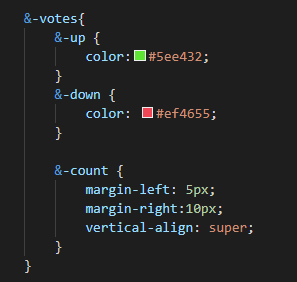 &-votes{
&-up {
color:#5ee432;
}
&-down {
color: #ef4655;
}
&-count {
margin-left: 5px;
margin-right:10px;
vertical-align: super;
}
}